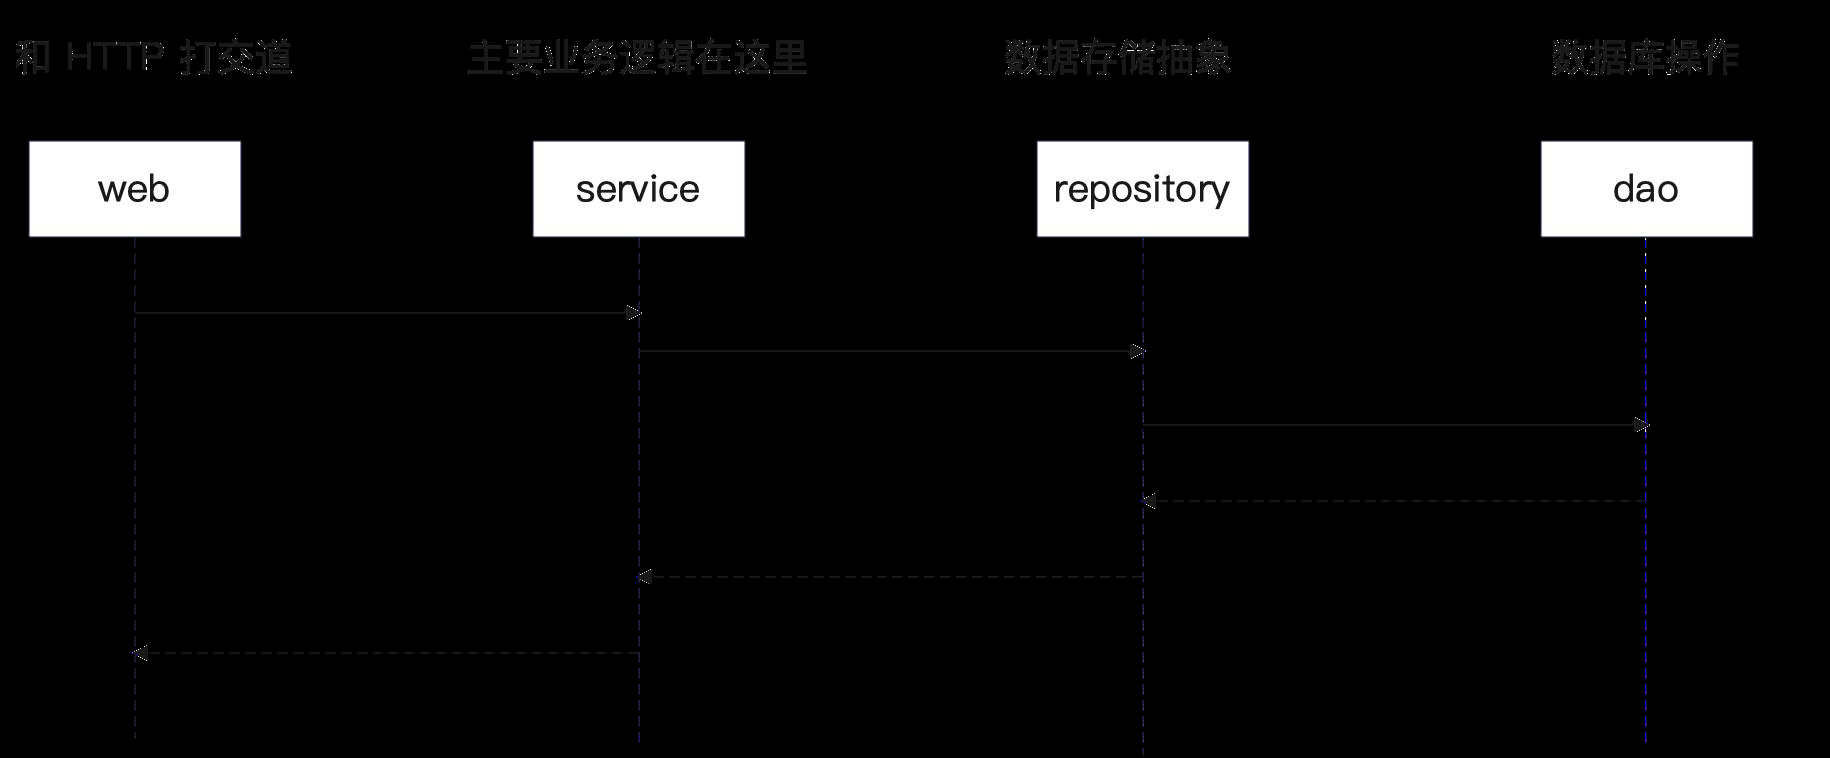 和 HTTP 打交道
主要业务逻辑在这里
数据存储抽象
数据库操作
web
service
repository
dao